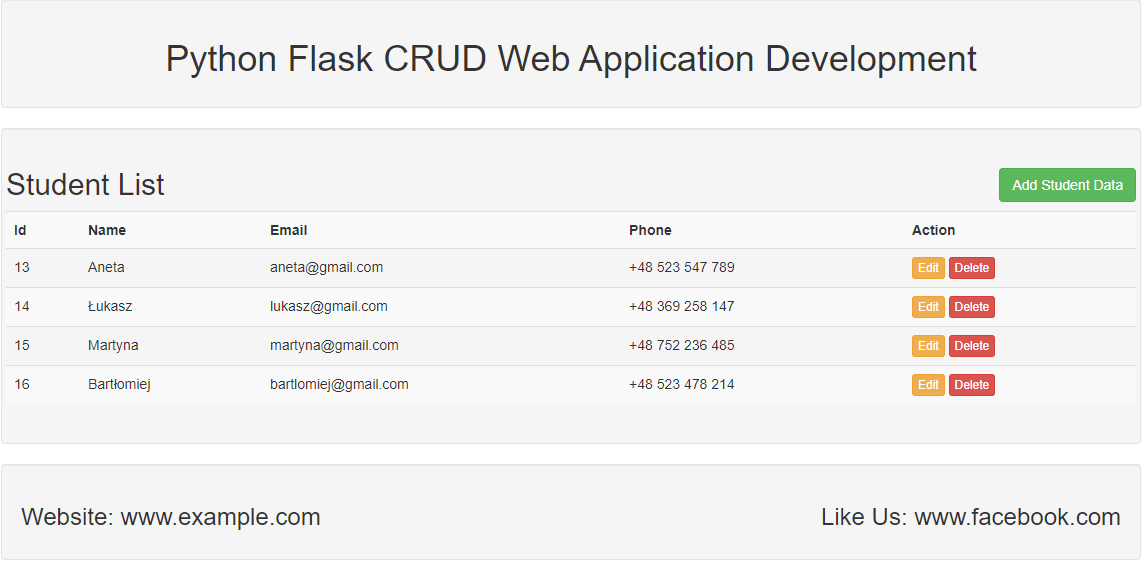 Python Flask CRUD Web Application Development
Student List Add Student Data
Id Name Email Phone Action
13 Aneta aneta@gmail.com +48 523 547 789 Edit Delete
14 Łukasz lukasz@gmail.com +48 369 258 147 Edit Delete
15 Martyna martyna@gmail.com +48 752 236 485 Edit Delete
16 Bartłomiej bartlomiej@gmail.com +48 523 478 214 Edit Delete
Website: www.example.com Like Us: www.facebook.com